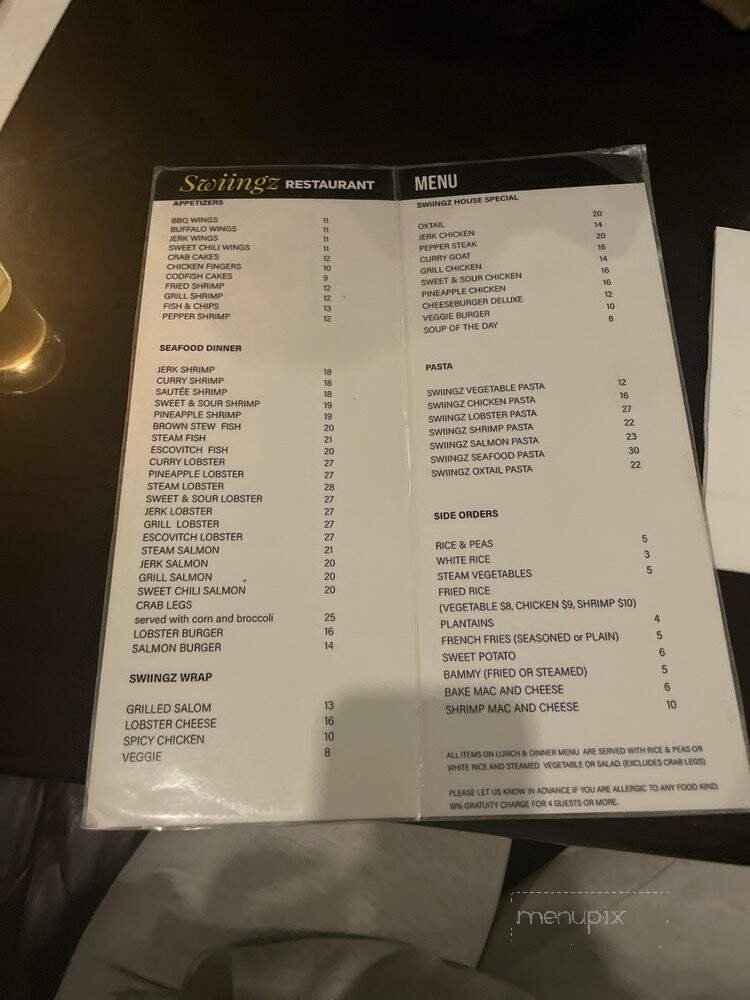 Swiingz RESTAURANT
APPETIZERS
BBQ WINGS 11
BUFFALO WINGS 11
JERK WINGS 11
SWEET CHILI WINGS 11
CRAB CAKES 12
CHICKEN FINGERS 10
CODFISH CAKES 9
FRIED SHRIMP 12
GRILL SHRIMP 12
FISH & CHIPS 13
PEPPER SHRIMP 12
SEAFOOD DINNER
JERK SHRIMP 18
CURRY SHRIMP 18
SAUTÉE SHRIMP 18
SWEET & SOUR SHRIMP 19
PINEAPPLE SHRIMP 19
BROWN STEW FISH 20
STEAM FISH 21
ESCOVITCH FISH 20
CURRY LOBSTER 27
PINEAPPLE LOBSTER 27
STEAM LOBSTER 28
SWEET & SOUR LOBSTER 27
JERK LOBSTER 27
GRILL LOBSTER 27
ESCOVITCH LOBSTER 27
STEAM SALMON 21
JERK SALMON 20
GRILL SALMON 20
SWEET CHILI SALMON 20
CRAB LEGS
served with corn and broccoli 25
LOBSTER BURGER 16
SALMON BURGER 14
SWIINGZ WRAP
GRILLED SALOM 13
LOBSTER CHEESE 16
SPICY CHICKEN 10
VEGGIE 8
MENU
SWIINGZ HOUSE SPECIAL
OXTAIL 20
JERK CHICKEN 14
PEPPER STEAK 20
CURRY GOAT 16
GRILL CHICKEN 14
SWEET & SOUR CHICKEN 16
PINEAPPLE CHICKEN 16
CHEESEBURGER DELUXE 12
VEGGIE BURGER 10
SOUP OF THE DAY 8
PASTA
SWIINGZ VEGETABLE PASTA 12
SWIINGZ CHICKEN PASTA 16
SWIINGZ LOBSTER PASTA 27
SWIINGZ SHRIMP PASTA 22
SWIINGZ SALMON PASTA 23
SWIINGZ SEAFOOD PASTA 30
SWIINGZ OXTAIL PASTA 22
SIDE ORDERS
RICE & PEAS 5
WHITE RICE 3
STEAM VEGETABLES 5
FRIED RICE
(VEGETABLE $8, CHICKEN $9, SHRIMP $10)
PLANTAINS 4
FRENCH FRIES (SEASONED or PLAIN) 5
SWEET POTATO 6
BAMMY (FRIED OR STEAMED) 5
BAKE MAC AND CHEESE 6
SHRIMP MAC AND CHEESE 10
ALL ITEMS ON LUNCH & DINNER MENU ARE SERVED WITH RICE & PEAS OR
WHITE RICE AND STEAMED VEGETABLE OR SALAD. (EXCLUDES CRAB LEGS)
PLEASE LET US KNOW IN ADVANCE IF YOU ARE ALLERGIC TO ANY FOOD KIND.
18% GRATUITY CHARGE FOR 4 GUESTS OR MORE.
menupix